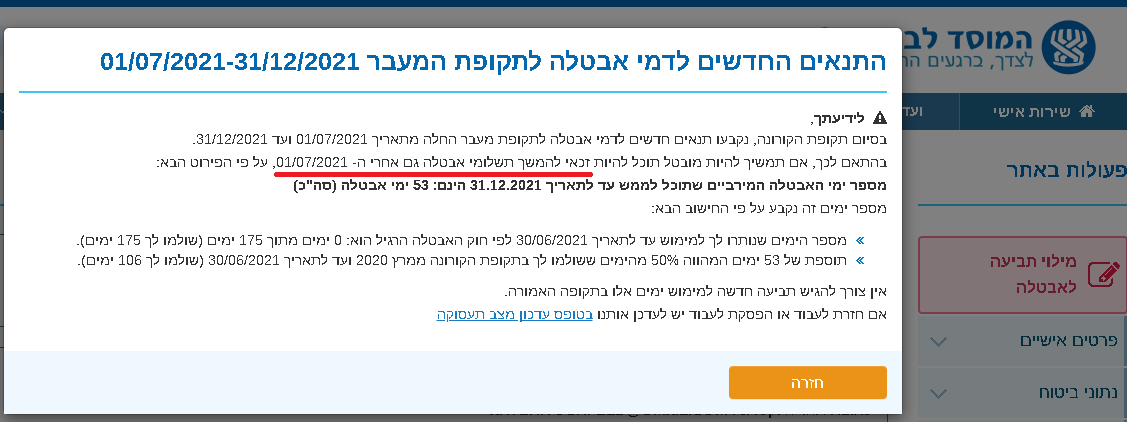 המוסד לב
לצדך, ברגעים הח
שירות אישי
ועד
התנאים החדשים לדמי אבטלה לתקופת המעבר 01/07/2021-31/12/2021
לידיעתך,
בסיום תקופת הקורונה, נקבעו תנאים חדשים לדמי אבטלה לתקופת מעבר החלה מתאריך 01/07/2021 ועד 31/12/2021.
בהתאם לכך, אם תמשיך להיות מובטל תוכל להיות זכאי להמשך תשלומי אבטלה גם אחרי ה- 01/07/2021, על פי הפירוט הבא:
מספר ימי האבטלה המירביים שתוכל לממש עד לתאריך 31.12.2021 הינם: 53 ימי אבטלה (סה"כ)
מספר ימים זה נקבע על פי החישוב הבא:
מספר הימים שנותרו לך למימוש עד לתאריך 30/06/2021 לפי חוק האבטלה הרגיל הוא: 0 ימים מתוך 175 ימים (שולמו לך 175 ימים).
תוספת של 53 ימים המהווה 50% מהימים ששולמו לך בתקופת הקורונה ממרץ 2020 ועד לתאריך 30/06/2021 (שולמו לך 106 ימים).
אין צורך להגיש תביעה חדשה למימוש ימים אלו בתקופה האמורה.
אם חזרת לעבוד או הפסקת לעבוד יש לעדכן אותנו בטופס עדכון מצב תעסוקה
חזרה
פעולות באתר
מילוי תביעה
לאבטלה
פרטים אישיים
נתוני ביטוח